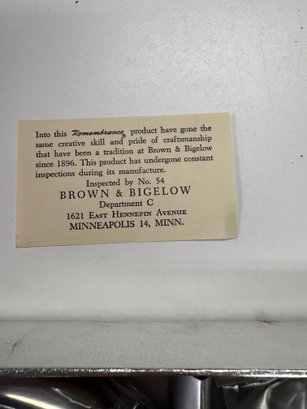 Into this Remembrance® product have gone the
same creative skill and pride of craftsmanship
that have been a tradition at Brown & Bigelow
since 1896. This product has undergone constant
inspections during its manufacture.
Inspected by No. 54
BROWN & BIGELOW
Department C
1621 East Hennepin Avenue
MINNEAPOLIS 14, MINN.